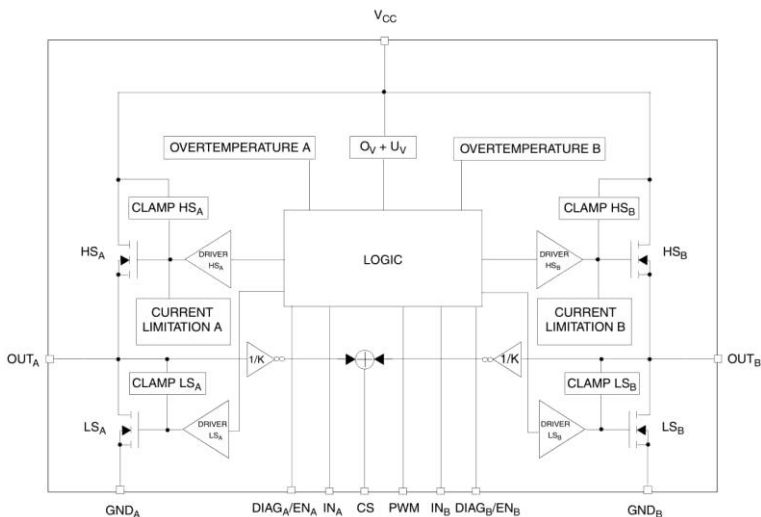 VCC
OVERTEMPERATURE A
OV + UV
OVERTEMPERATURE B
CLAMP HSA
CLAMP HSB
HSA
DRIVER
HSA
LOGIC
DRIVER
HSB
HSB
CURRENT
LIMITATION A
CURRENT
LIMITATION B
OUTA
1/K
1/K
OUTB
CLAMP LSA
CLAMP LSB
LSA
DRIVER
LSA
DRIVER
LSB
LSB
GNDA
DIAGA/ENA
INA
CS
PWM
INB
DIAGB/ENB
GNDB